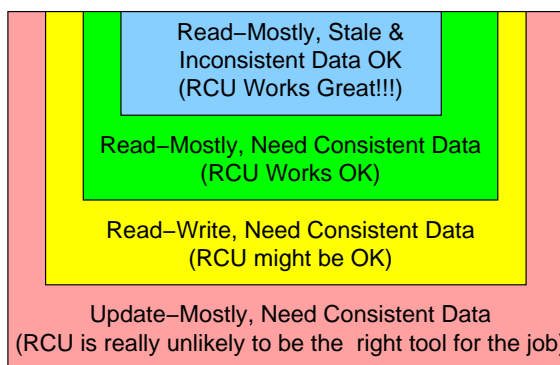 Read−Mostly, Stale &
Inconsistent Data OK
(RCU Works Great!!!)
Read−Mostly, Need Consistent Data
(RCU Works OK)
Read−Write, Need Consistent Data
(RCU might be OK)
Update−Mostly, Need Consistent Data
(RCU is really unlikely to be the right tool for the job)